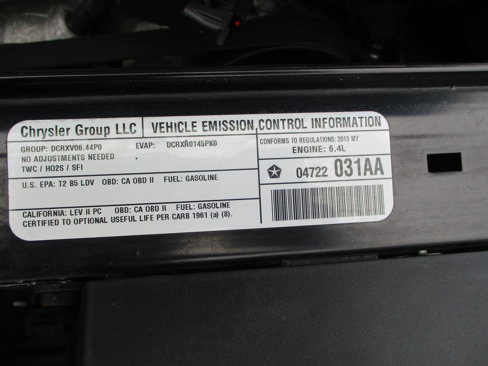 Chrysler Group LLC
VEHICLE EMISSION CONTROL INFORMATION
GROUP: DCRXV06.44P0 EVAP: DCRXR0145PK0
NO ADJUSTMENTS NEEDED
TWC / HO2S / SFI
CONFORMS TO REGULATIONS: 2013 MY
ENGINE: 6.4L
U.S. EPA: T2 B5 LDV OBD: CA OBD II FUEL: GASOLINE
04722 031AA
CALIFORNIA: LEV II PC OBD: CA OBD II FUEL: GASOLINE
CERTIFIED TO OPTIONAL USEFUL LIFE PER CARB 1961 (a) (8).